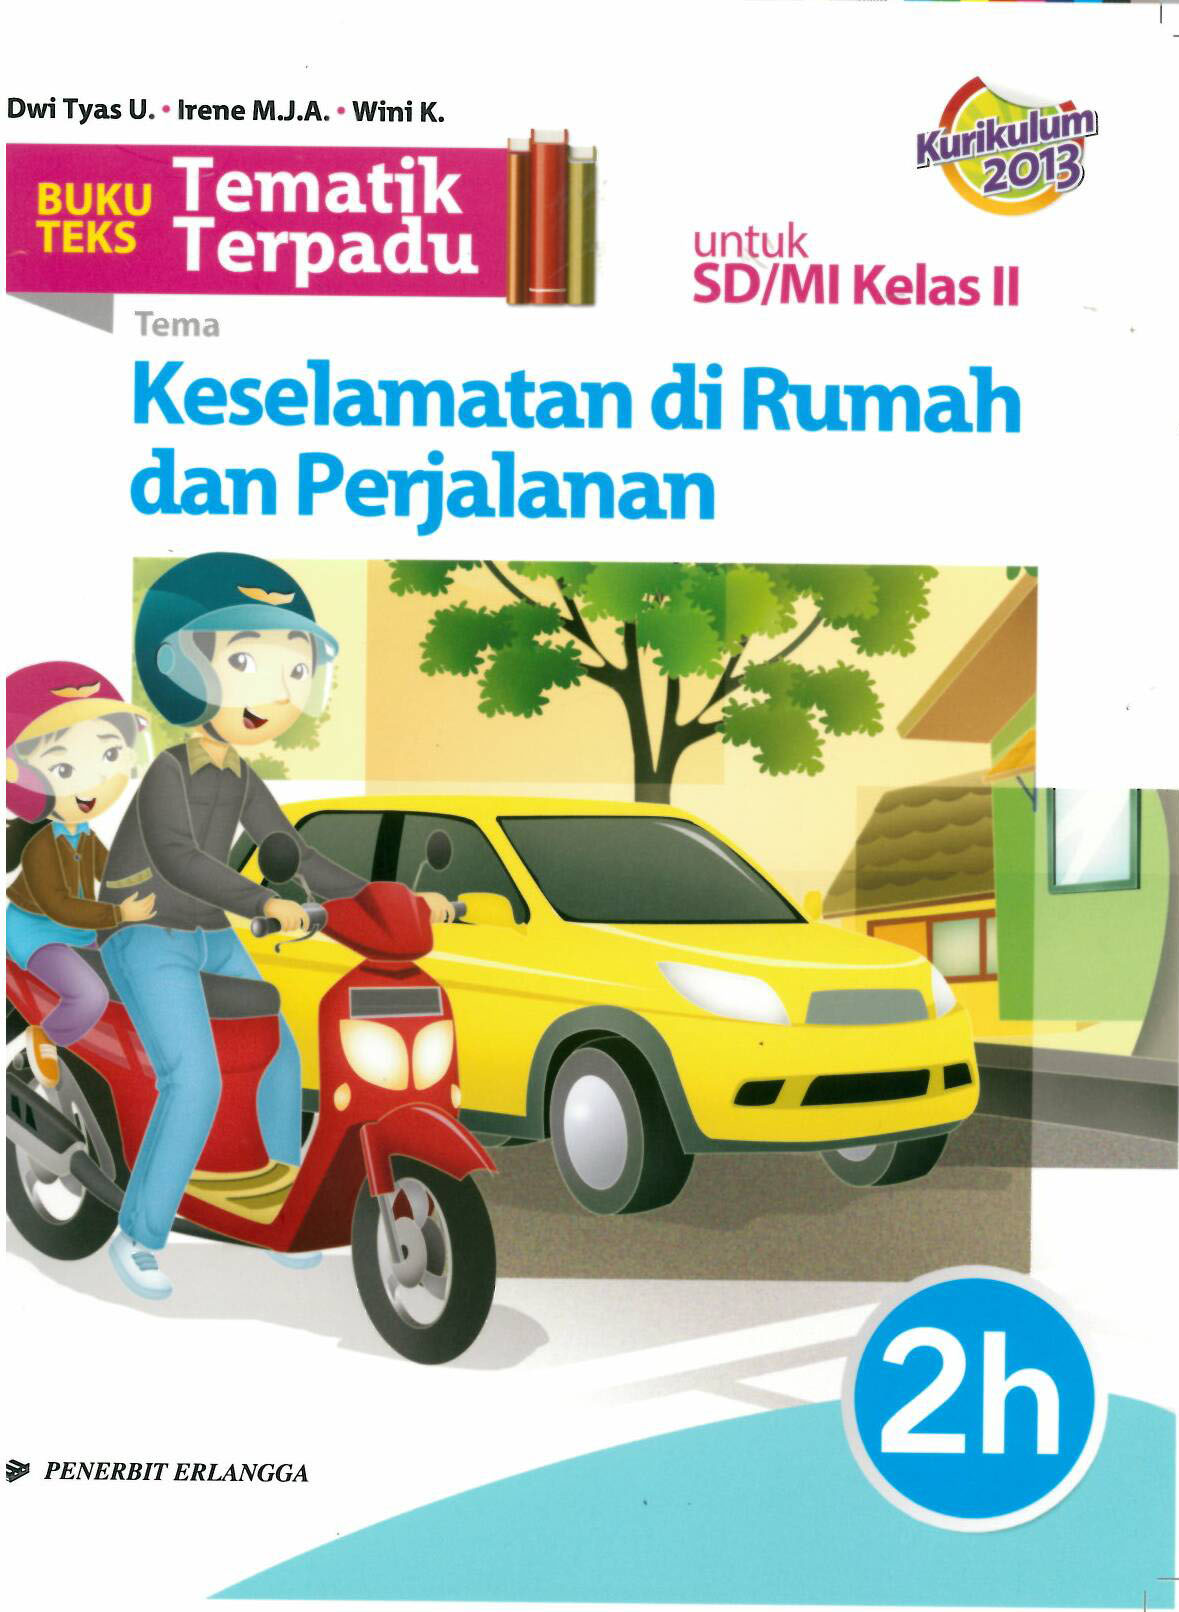 Dwi Tyas U. • Irene M.J.A. • Wini K.
Kurikulum
2013
BUKU
TEKS
Tematik
Terpadu
untuk
SD/MI Kelas II
Tema
Keselamatan di Rumah
dan Perjalanan
2h
PENERBIT ERLANGGA